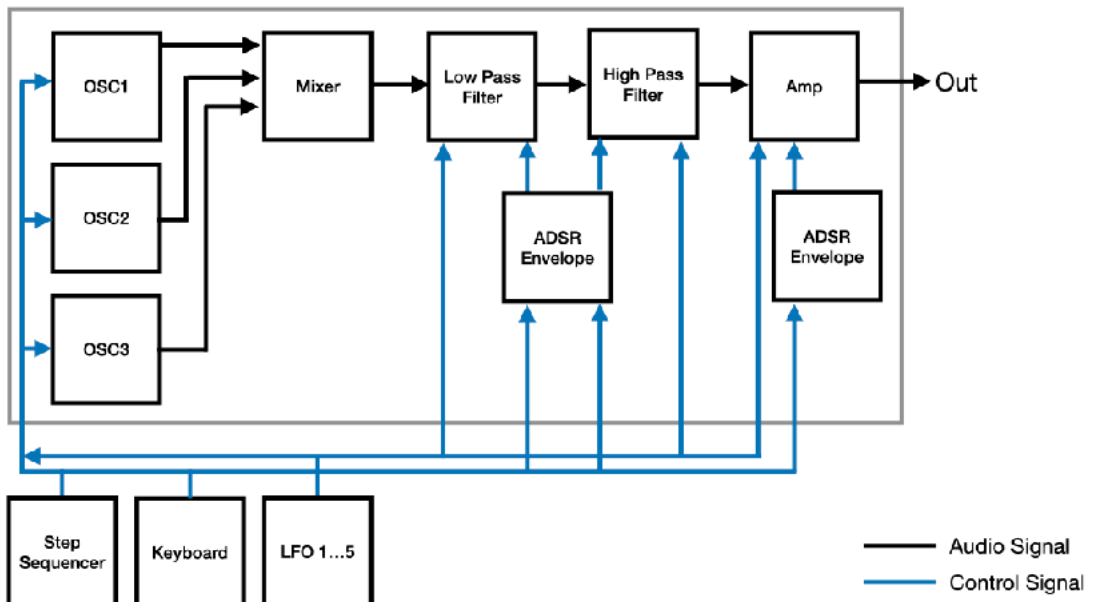 OSC1
Mixer
Low Pass
Filter
High Pass
Filter
Amp
Out
OSC2
ADSR
Envelope
ADSR
Envelope
OSC3
Step
Sequencer
Keyboard
LFO 1...5
Audio Signal
Control Signal